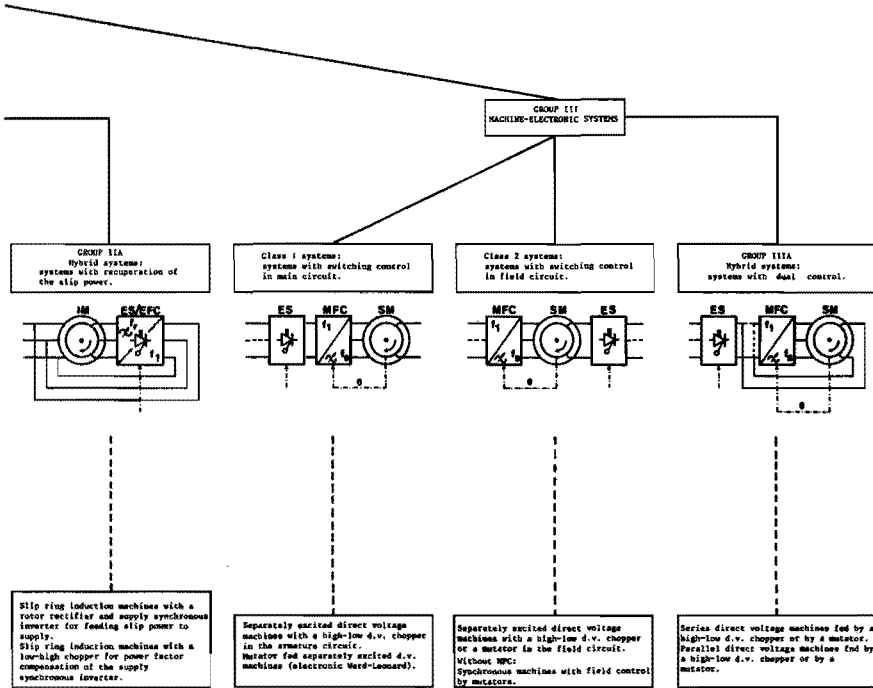 GROUP III
MACHINE-ELECTRONIC SYSTEMS
GROUP IIA
Hybrid systems:
systems with recuperation of
the slip power.
Class 1 systems:
systems with switching control
in main circuit.
Class 2 systems:
systems with switching control
in field circuit.
GROUP IIIA
Hybrid systems:
systems with dual control.
IM ES/EFC
f1
ES MFC SM
f1
θ
MFC SM ES
f1
θ
ES MFC SM
f1
θ
Slip ring induction machines with a
rotor rectifier and supply synchronous
inverter for feeding slip power to
supply.
Slip ring induction machines with a
low-high chopper for power factor
compensation of the supply
synchronous inverter.
Separately excited direct voltage
machines with a high-low d.v. chopper
in the armature circuit.
Mutator fed separately excited d.v.
machines (electronic Ward-Leonard).
Separately excited direct voltage
machines with a high-low d.v. chopper
or a mutator in the field circuit.
Without MFC:
Synchronous machines with field control
by mutators.
Series direct voltage machines fed by a
high-low d.v. chopper or by a mutator.
Parallel direct voltage machines fed by
a high-low d.v. chopper or by a
mutator.